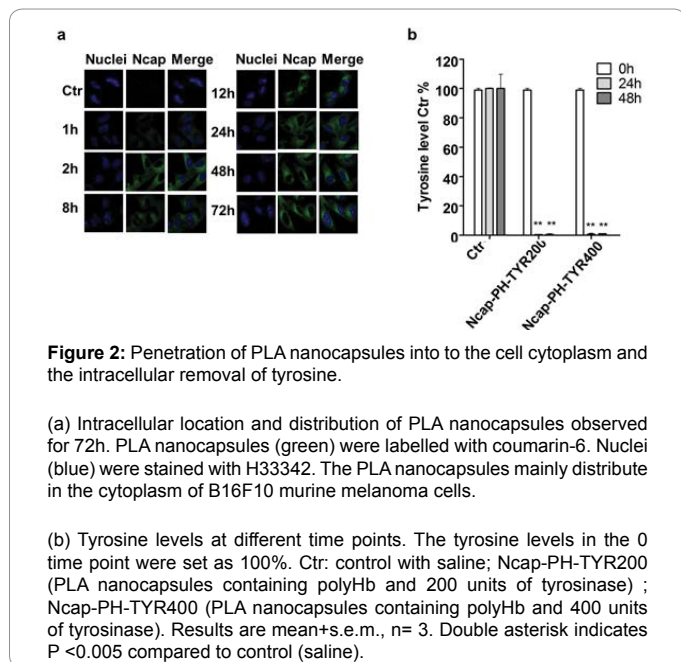 a
Nuclei Ncap Merge Nuclei Ncap Merge
Ctr 12h
1h 24h
2h 48h
8h 72h
b
Tyrosine level Ctr %
120
100
80
60
40
20
0
0h
24h
48h
** ** ** **
Ctr
Ncap-PH-TYR200
Ncap-PH-TYR400
Figure 2: Penetration of PLA nanocapsules into to the cell cytoplasm and
the intracellular removal of tyrosine.
(a) Intracellular location and distribution of PLA nanocapsules observed
for 72h. PLA nanocapsules (green) were labelled with coumarin-6. Nuclei
(blue) were stained with H33342. The PLA nanocapsules mainly distribute
in the cytoplasm of B16F10 murine melanoma cells.
(b) Tyrosine levels at different time points. The tyrosine levels in the 0
time point were set as 100%. Ctr: control with saline; Ncap-PH-TYR200
(PLA nanocapsules containing polyHb and 200 units of tyrosinase) ;
Ncap-PH-TYR400 (PLA nanocapsules containing polyHb and 400 units
of tyrosinase). Results are mean+s.e.m., n= 3. Double asterisk indicates
P <0.005 compared to control (saline).